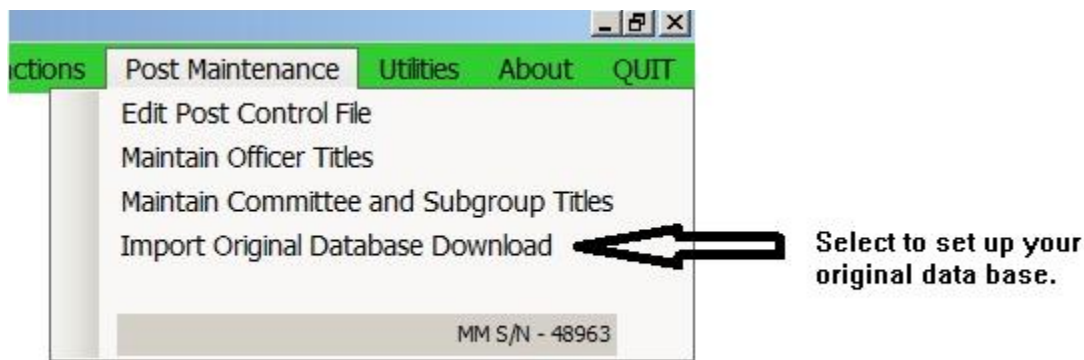 ctions Post Maintenance Utilities About QUIT
Edit Post Control File
Maintain Officer Titles
Maintain Committee and Subgroup Titles
Import Original Database Download
Select to set up your
original data base.
MM S/N - 48963